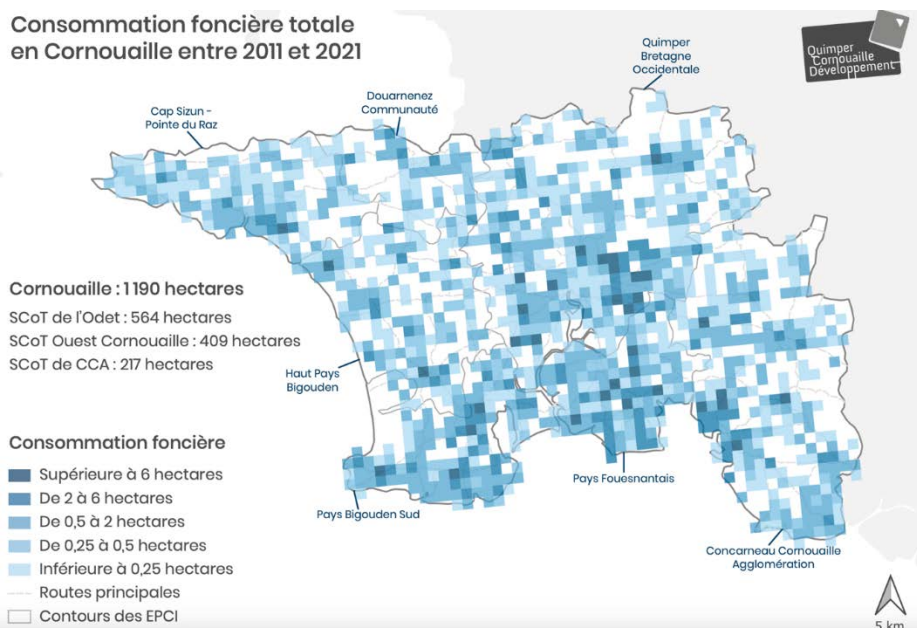 Consommation foncière totale
en Cornouaille entre 2011 et 2021
Quimper
Bretagne
Occidentale
Quimper
Cornouaille
Développement
Douarnenez
Communauté
Cap Sizun -
Pointe du Raz
Cornouaille : 1 190 hectares
SCoT de l'Odet : 564 hectares
SCoT Ouest Cornouaille : 409 hectares
SCoT de CCA : 217 hectares
Haut Pays
Bigouden
Consommation foncière
Supérieure à 6 hectares
De 2 à 6 hectares
De 0,5 à 2 hectares
De 0,25 à 0,5 hectares
Inférieure à 0,25 hectares
Routes principales
Contours des EPCI
Pays Bigouden Sud
Pays Fouesnantais
Concarneau Cornouaille
Agglomération
5 km